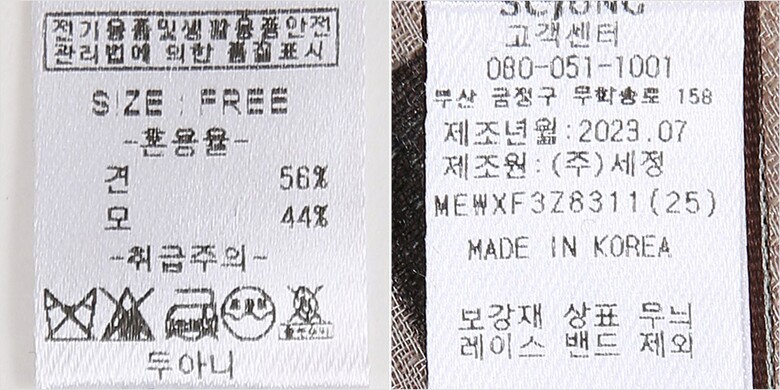 전기용품및생활용품안전
관리법에 의한 품질표시
SIZE : FREE
-혼용율-
견 56%
모 44%
-취급주의-
두아니
고객센터
080-051-1001
부산 금정구 무학송로 158
제조년월:2023.07
제조원:(주)세정
MEWXF3Z8311(25)
MADE IN KOREA
보강재 상표 무늬
레이스 밴드 제외